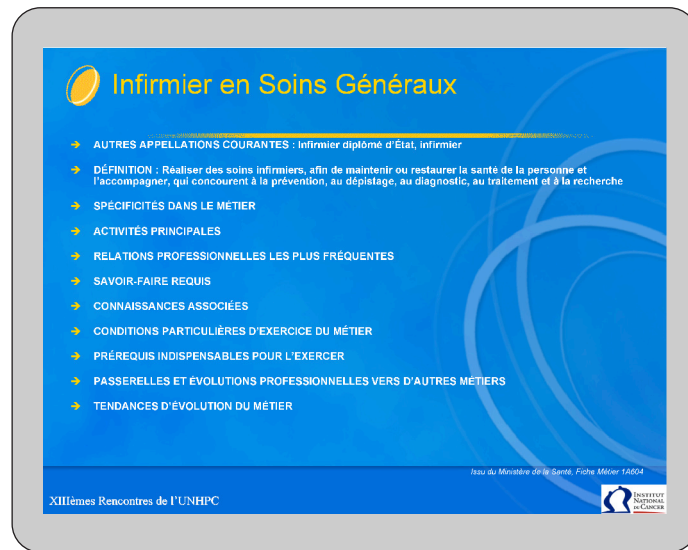 Infirmier en Soins Généraux
AUTRES APPELLATIONS COURANTES : Infirmier diplômé d'État, infirmier
DÉFINITION : Réaliser des soins infirmiers, afin de maintenir ou restaurer la santé de la personne et
l'accompagner, qui concourent à la prévention, au dépistage, au diagnostic, au traitement et à la recherche
SPÉCIFICITÉS DANS LE MÉTIER
ACTIVITÉS PRINCIPALES
RELATIONS PROFESSIONNELLES LES PLUS FRÉQUENTES
SAVOIR-FAIRE REQUIS
CONNAISSANCES ASSOCIÉES
CONDITIONS PARTICULIÈRES D'EXERCICE DU MÉTIER
PRÉREQUIS INDISPENSABLES POUR L'EXERCER
PASSERELLES ET ÉVOLUTIONS PROFESSIONNELLES VERS D'AUTRES MÉTIERS
TENDANCES D'ÉVOLUTION DU MÉTIER
Issu du Ministère de la Santé, Fiche Métier 1A604
XIIIèmes Rencontres de l'UNHPC
INSTITUT
NATIONAL
DU CANCER